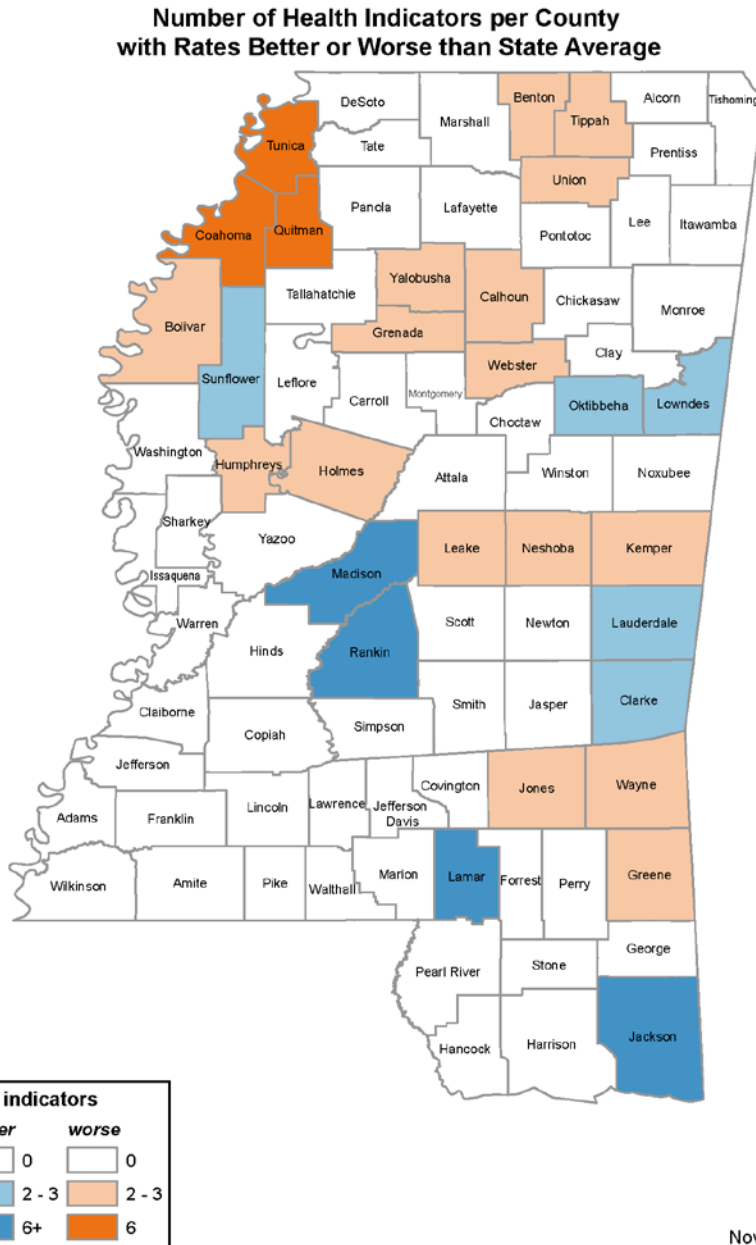 Number of Health Indicators per County
with Rates Better or Worse than State Average
DeSoto
Marshall
Benton
Tippah
Alcorn
Tishoming
Tunica
Tate
Prentiss
Union
Panola
Lafayette
Lee
Itawamba
Coahoma
Quitman
Pontotoc
Yalobusha
Tallahatchie
Calhoun
Chickasaw
Monroe
Bolivar
Grenada
Clay
Webster
Sunflower
Leflore
Carroll
Montgomery
Oktibbeha
Lowndes
Choctaw
Washington
Humphreys
Holmes
Attala
Winston
Noxubee
Sharkey
Yazoo
Leake
Neshoba
Kemper
Issaquena
Madison
Warren
Scott
Newton
Lauderdale
Hinds
Rankin
Claiborne
Smith
Jasper
Clarke
Copiah
Simpson
Jefferson
Covington
Jones
Wayne
Adams
Franklin
Lincoln
Lawrence
Jefferson
Davis
Wilkinson
Amite
Pike
Walthall
Marion
Lamar
Forrest
Perry
Greene
George
Pearl River
Stone
Hancock
Harrison
Jackson
indicators
er worse
0 0
2 - 3 2 - 3
6+ 6
Nov